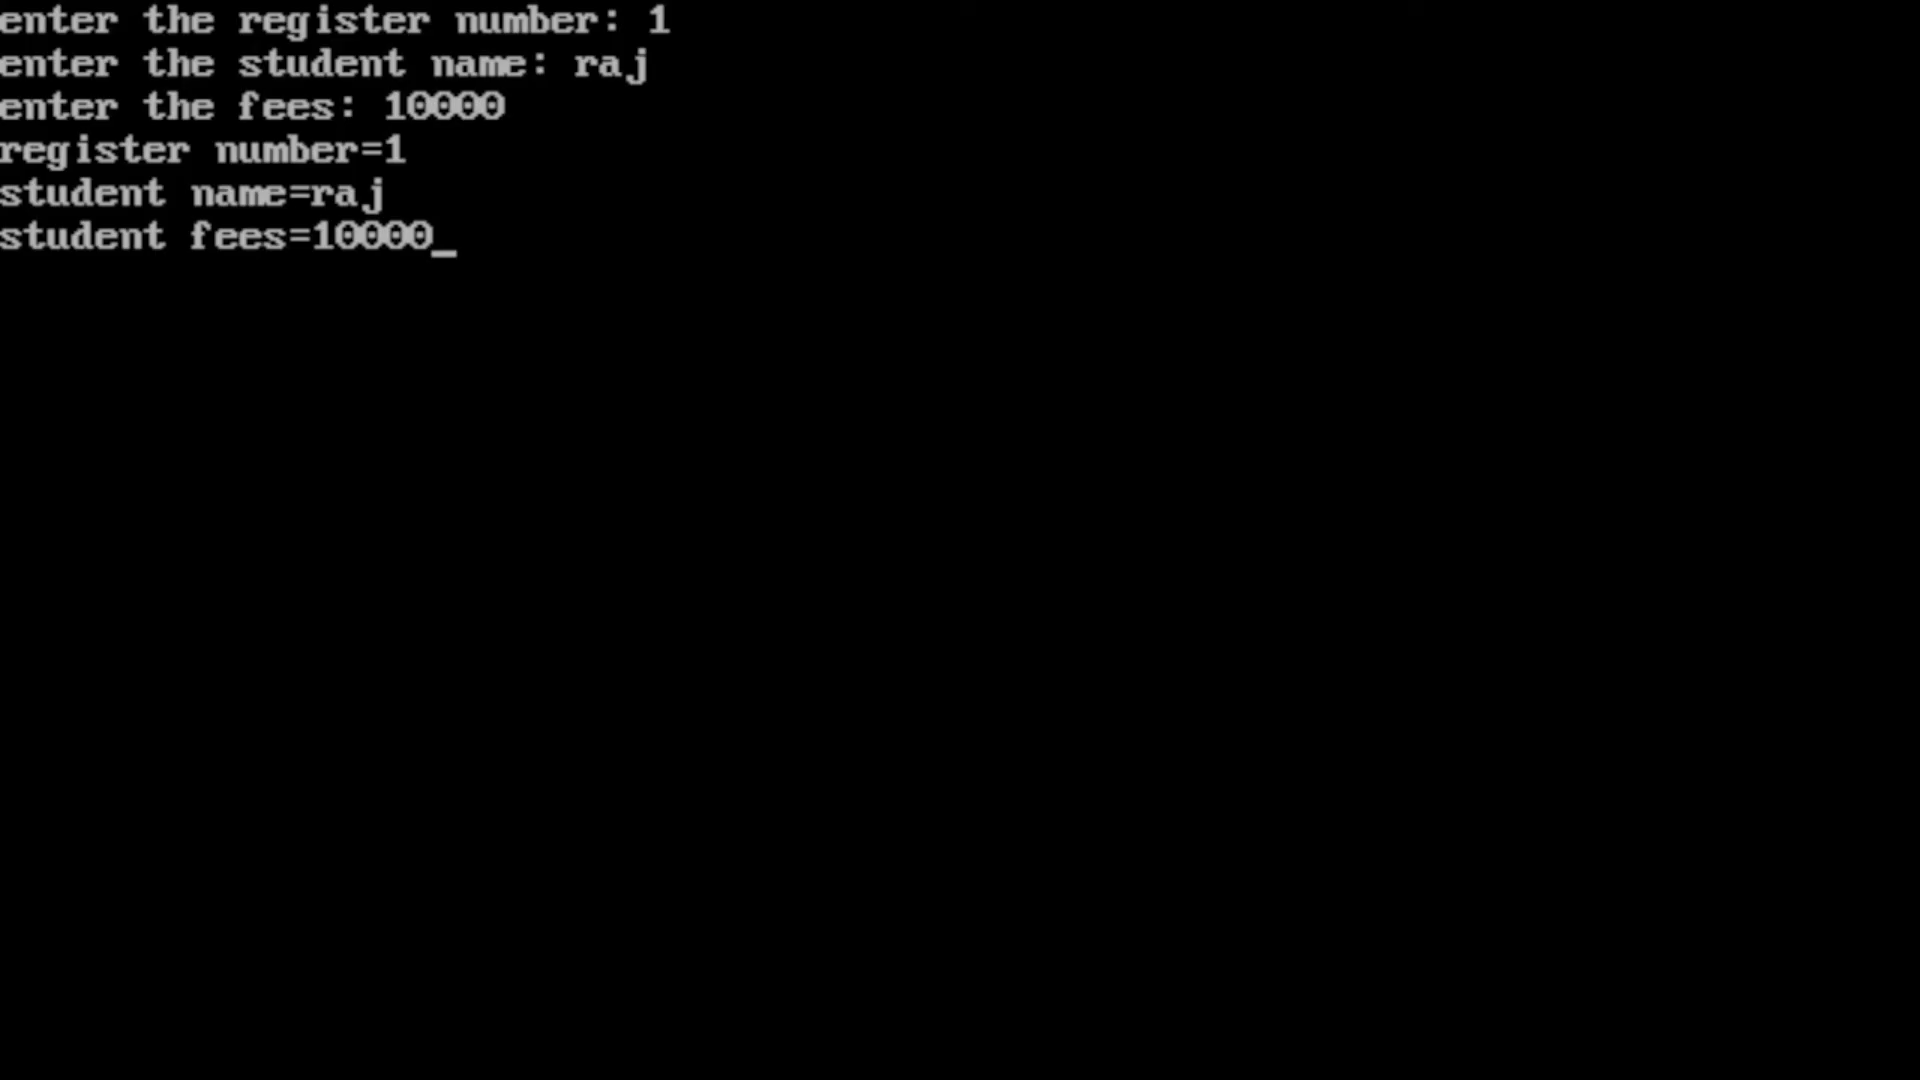 enter the register number: 1
enter the student name: raj
enter the fees: 10000
register number=1
student name=raj
student fees=10000_